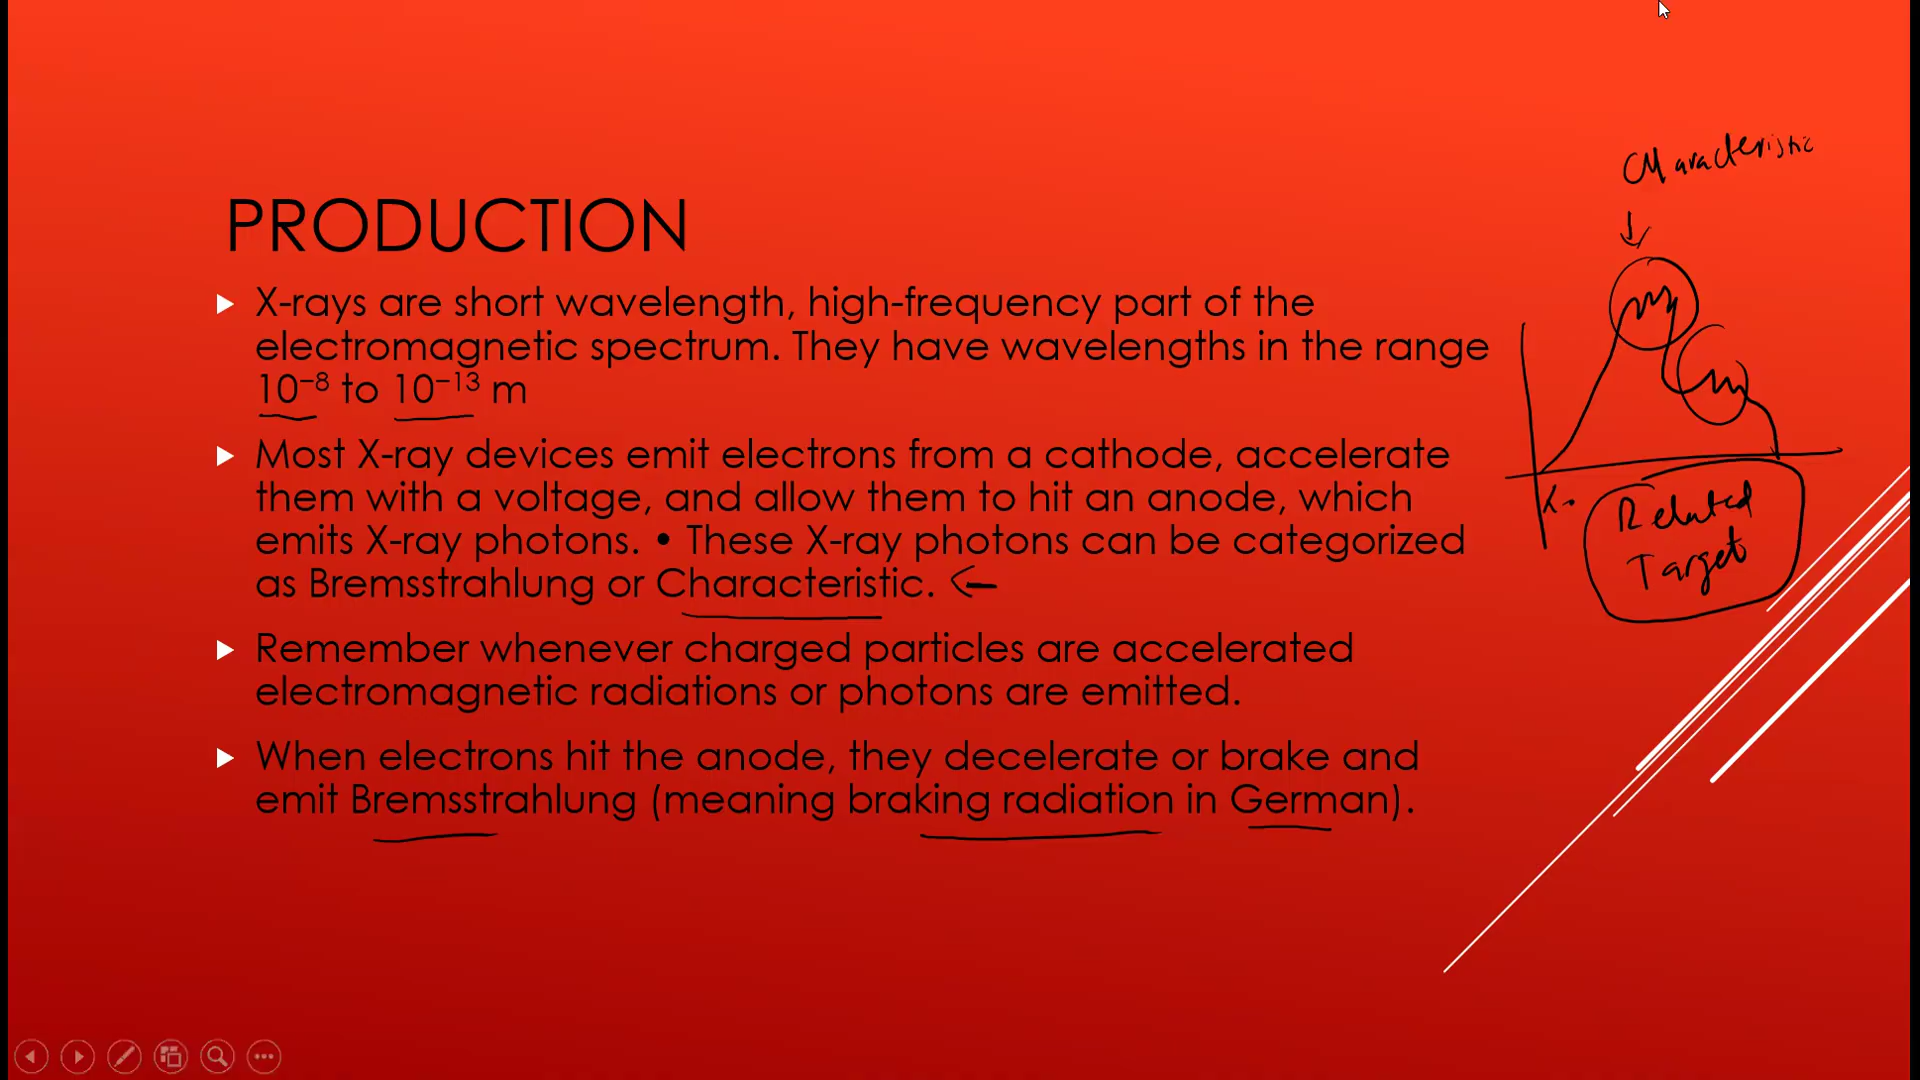 PRODUCTION
X-rays are short wavelength, high-frequency part of the
electromagnetic spectrum. They have wavelengths in the range
10⁻⁸ to 10⁻¹³ m
Most X-ray devices emit electrons from a cathode, accelerate
them with a voltage, and allow them to hit an anode, which
emits X-ray photons. • These X-ray photons can be categorized
as Bremsstrahlung or Characteristic.
Remember whenever charged particles are accelerated
electromagnetic radiations or photons are emitted.
When electrons hit the anode, they decelerate or brake and
emit Bremsstrahlung (meaning braking radiation in German).
Characteristic
Related
Target